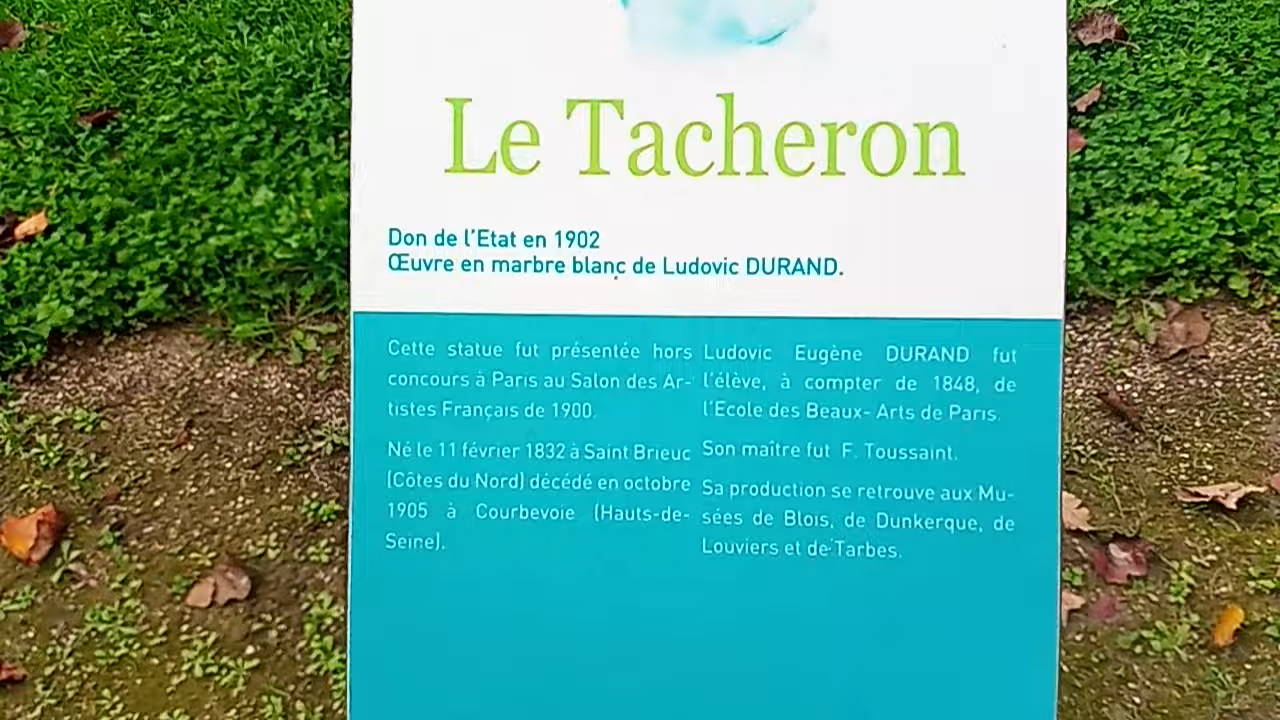 Le Tacheron
Don de l'Etat en 1902
Œuvre en marbre blanc de Ludovic DURAND.
Cette statue fut présentée hors
concours à Paris au Salon des Ar-
tistes Français de 1900.
Né le 11 février 1832 à Saint Brieuc
(Côtes du Nord) décédé en octobre
1905 à Courbevoie (Hauts-de-
Seine).
Ludovic Eugène DURAND fut
l'élève, à compter de 1848, de
l'Ecole des Beaux- Arts de Paris.
Son maître fut F. Toussaint.
Sa production se retrouve aux Mu-
sées de Blois, de Dunkerque, de
Louviers et de Tarbes.